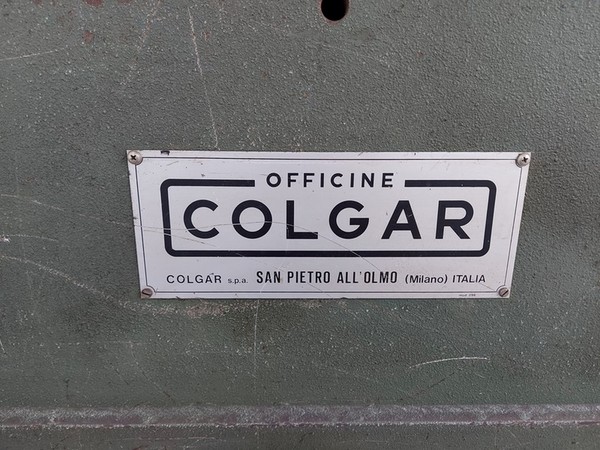 OFFICINE
COLGAR
COLGAR s.p.a. SAN PIETRO ALL'OLMO (Milano) ITALIA